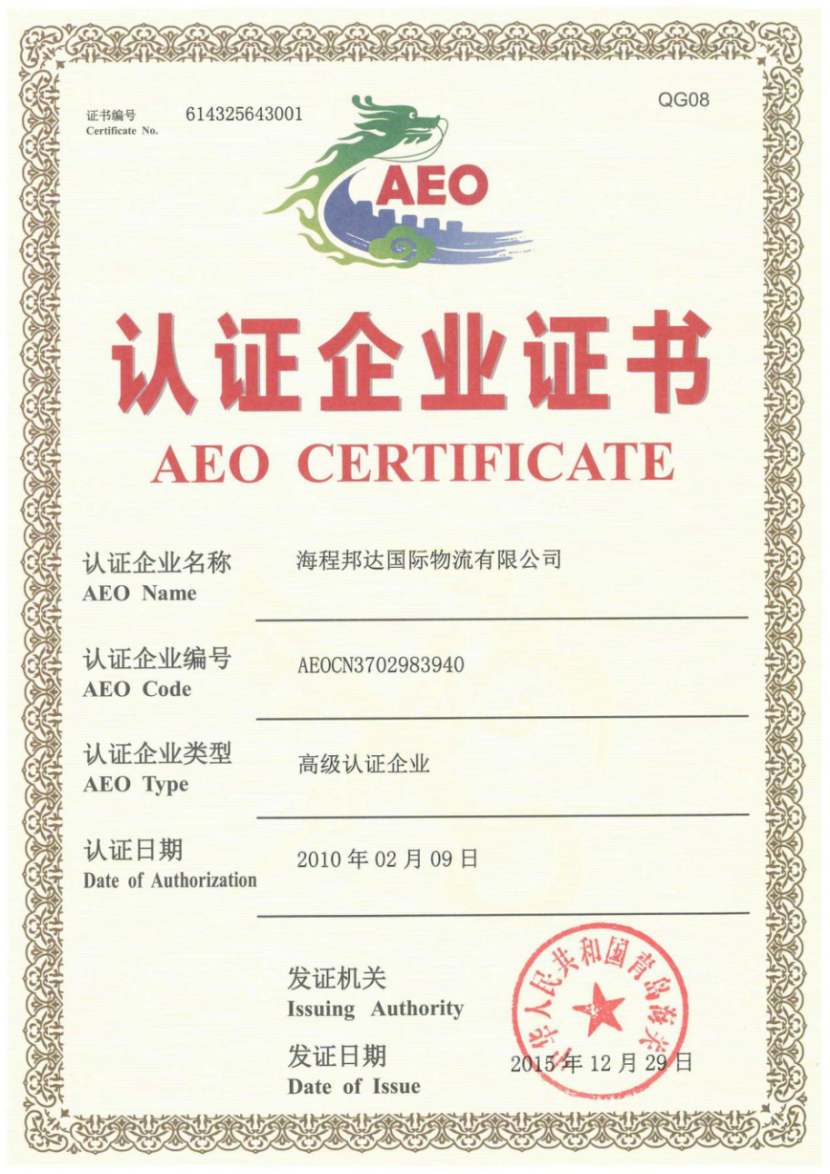 证书编号
Certificate No.
614325643001
QG08
AEO
认证企业证书
AEO CERTIFICATE
认证企业名称
AEO Name
海程邦达国际物流有限公司
认证企业编号
AEO Code
AEOCN3702983940
认证企业类型
AEO Type
高级认证企业
认证日期
Date of Authorization
2010 年 02 月 09 日
发证机关
Issuing Authority
中华人民共和国青岛海关
发证日期
Date of Issue
2015 年 12 月 29 日